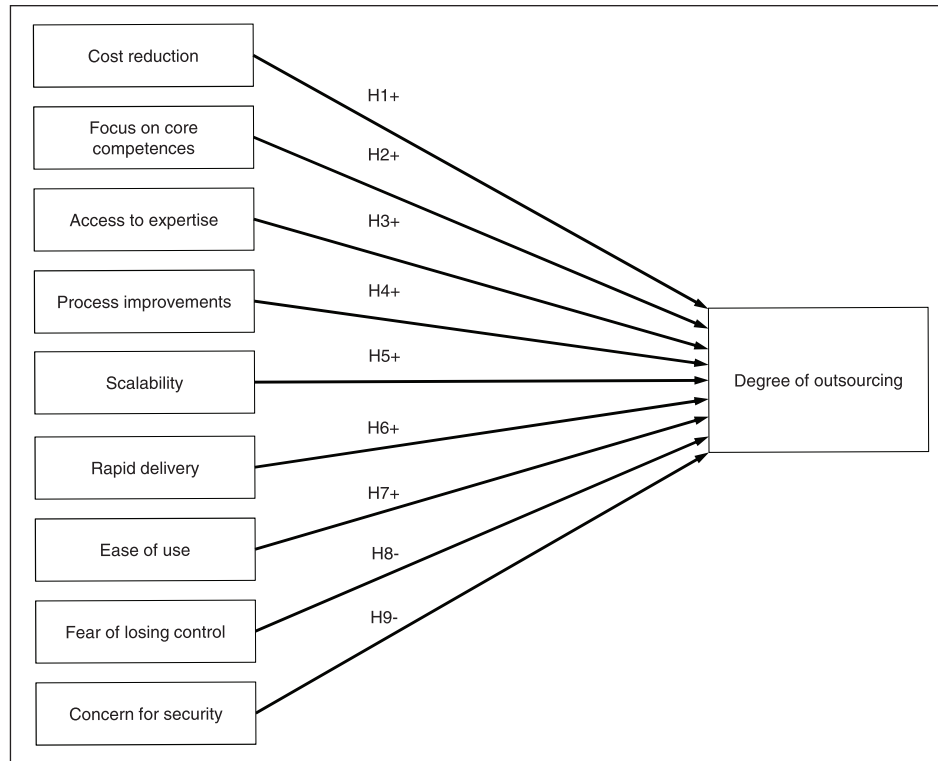 Cost reduction
H1+
Focus on core
competences
H2+
Access to expertise
H3+
Process improvements
H4+
Scalability
H5+
Degree of outsourcing
Rapid delivery
H6+
Ease of use
H7+
Fear of losing control
H8-
Concern for security
H9-